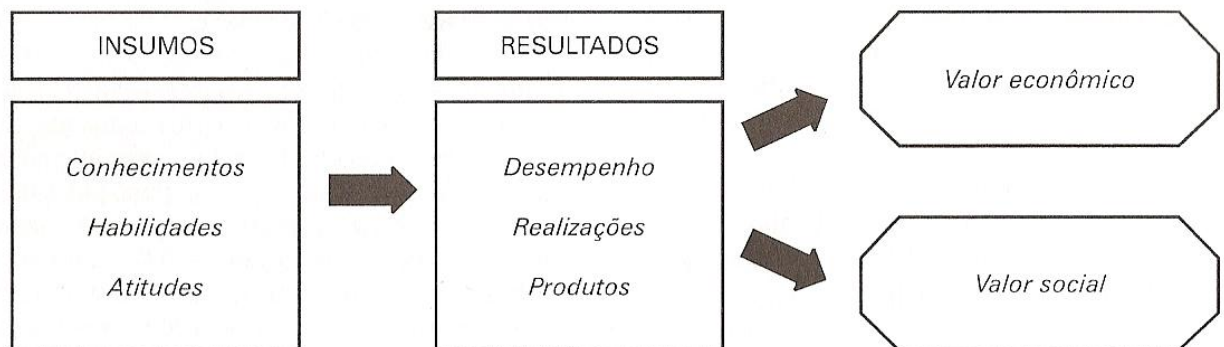 INSUMOS
Conhecimentos
Habilidades
Atitudes
RESULTADOS
Desempenho
Realizações
Produtos
Valor econômico
Valor social